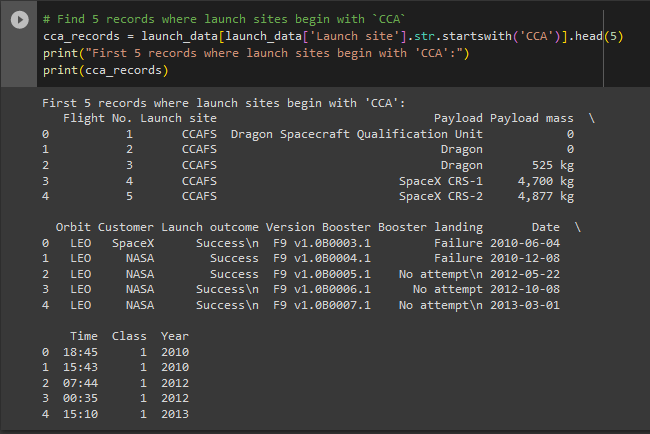 # Find 5 records where launch sites begin with `CCA`
cca_records = launch_data[launch_data['Launch site'].str.startswith('CCA')].head(5)
print("First 5 records where launch sites begin with 'CCA':")
print(cca_records)
First 5 records where launch sites begin with 'CCA':
Flight No. Launch site Payload Payload mass \
0 1 CCAFS Dragon Spacecraft Qualification Unit 0
1 2 CCAFS Dragon 0
2 3 CCAFS Dragon 525 kg
3 4 CCAFS SpaceX CRS-1 4,700 kg
4 5 CCAFS SpaceX CRS-2 4,877 kg
Orbit Customer Launch outcome Version Booster Booster landing Date \
0 LEO SpaceX Success\n F9 v1.0B0003.1 Failure 2010-06-04
1 LEO NASA Success F9 v1.0B0004.1 Failure 2010-12-08
2 LEO NASA Success F9 v1.0B0005.1 No attempt\n 2012-05-22
3 LEO NASA Success\n F9 v1.0B0006.1 No attempt 2012-10-08
4 LEO NASA Success\n F9 v1.0B0007.1 No attempt\n 2013-03-01
Time Class Year
0 18:45 1 2010
1 15:43 1 2010
2 07:44 1 2012
3 00:35 1 2012
4 15:10 1 2013